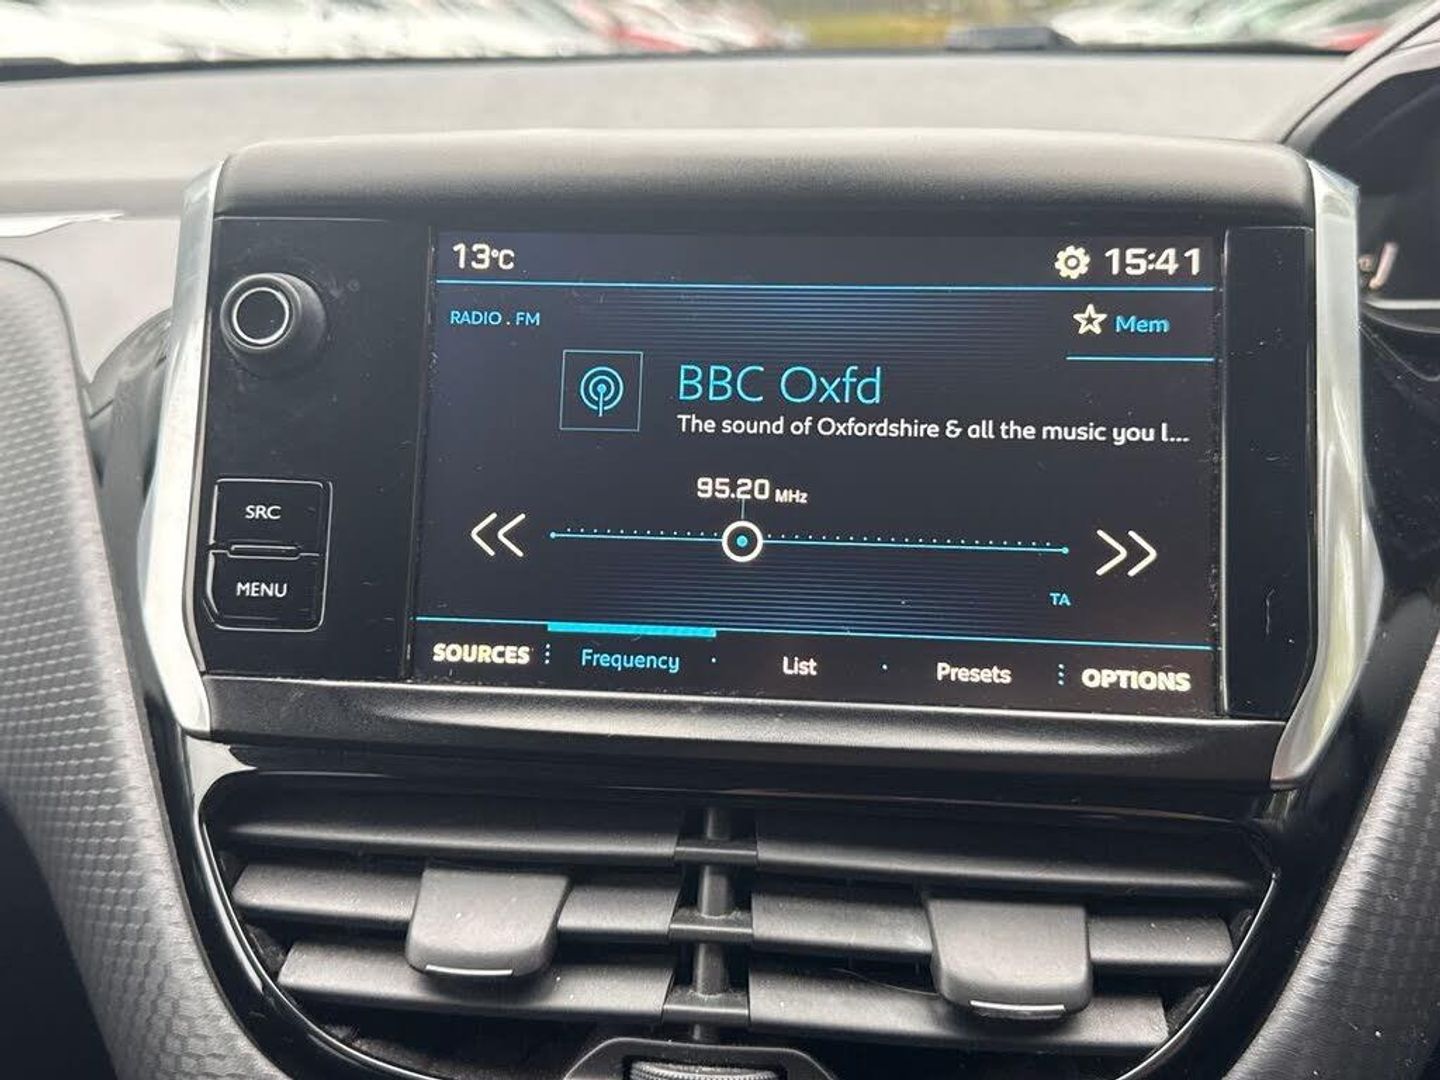 13°C 15:41
RADIO . FM Mem
BBC Oxfd
The sound of Oxfordshire & all the music you l...
95.20 MHz
SRC
MENU
TA
SOURCES Frequency List Presets OPTIONS